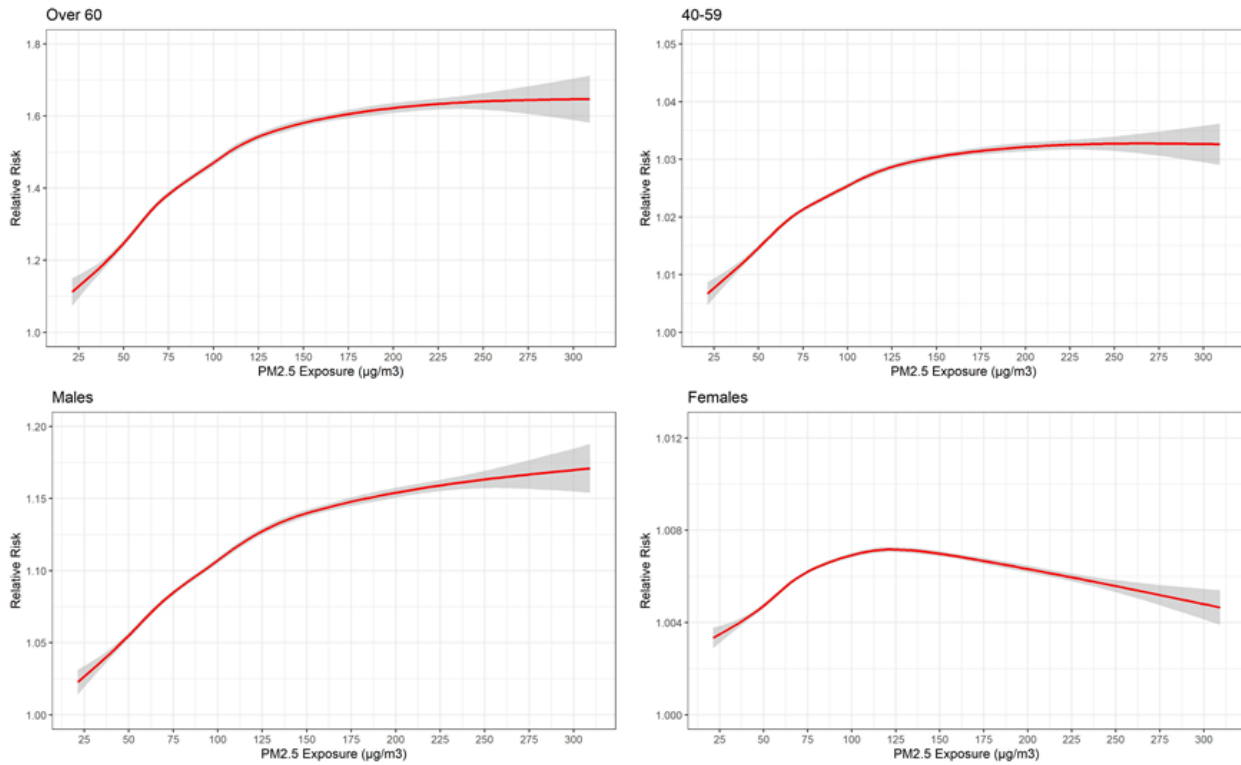 Over 60
1.8
1.6
1.4
1.2
1.0
Relative Risk
25 50 75 100 125 150 175 200 225 250 275 300
PM2.5 Exposure (µg/m3)
40-59
1.05
1.04
1.03
1.02
1.01
1.00
Relative Risk
25 50 75 100 125 150 175 200 225 250 275 300
PM2.5 Exposure (µg/m3)
Males
1.20
1.15
1.10
1.05
1.00
Relative Risk
25 50 75 100 125 150 175 200 225 250 275 300
PM2.5 Exposure (µg/m3)
Females
1.012
1.008
1.004
1.000
Relative Risk
25 50 75 100 125 150 175 200 225 250 275 300
PM2.5 Exposure (µg/m3)